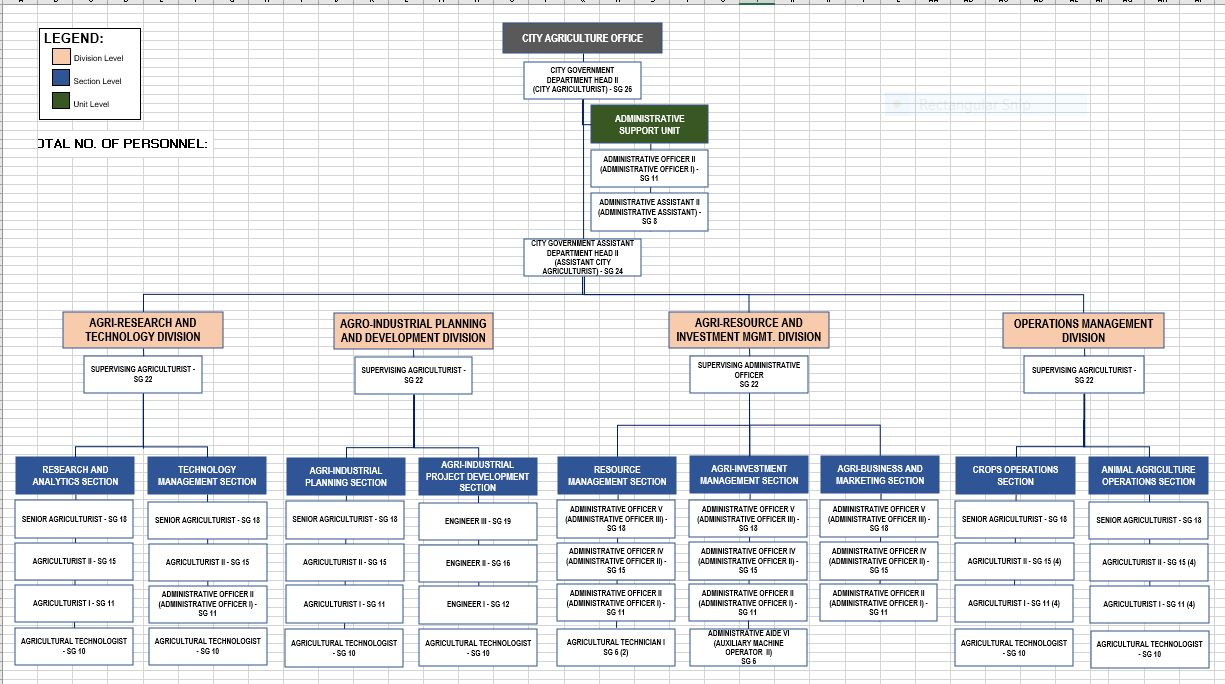 LEGEND:
Division Level
Section Level
Unit Level
OTAL NO. OF PERSONNEL:
Rectangular Snip
CITY AGRICULTURE OFFICE
CITY GOVERNMENT
DEPARTMENT HEAD II
(CITY AGRICULTURIST) - SG 26
ADMINISTRATIVE
SUPPORT UNIT
ADMINISTRATIVE OFFICER II
(ADMINISTRATIVE OFFICER I) -
SG 11
ADMINISTRATIVE ASSISTANT II
(ADMINISTRATIVE ASSISTANT) -
SG 8
CITY GOVERNMENT ASSISTANT
DEPARTMENT HEAD II
(ASSISTANT CITY
AGRICULTURIST) - SG 24
AGRI-RESEARCH AND
TECHNOLOGY DIVISION
SUPERVISING AGRICULTURIST -
SG 22
RESEARCH AND
ANALYTICS SECTION
SENIOR AGRICULTURIST - SG 18
AGRICULTURIST II - SG 15
AGRICULTURIST I - SG 11
AGRICULTURAL TECHNOLOGIST
- SG 10
TECHNOLOGY
MANAGEMENT SECTION
SENIOR AGRICULTURIST - SG 18
AGRICULTURIST II - SG 15
ADMINISTRATIVE OFFICER II
(ADMINISTRATIVE OFFICER I) -
SG 11
AGRICULTURAL TECHNOLOGIST
- SG 10
AGRO-INDUSTRIAL PLANNING
AND DEVELOPMENT DIVISION
SUPERVISING AGRICULTURIST -
SG 22
AGRI-INDUSTRIAL
PLANNING SECTION
SENIOR AGRICULTURIST - SG 18
AGRICULTURIST II - SG 15
AGRICULTURIST I - SG 11
AGRICULTURAL TECHNOLOGIST
- SG 10
AGRI-INDUSTRIAL
PROJECT DEVELOPMENT
SECTION
ENGINEER III - SG 19
ENGINEER II - SG 16
ENGINEER I - SG 12
AGRICULTURAL TECHNOLOGIST
- SG 10
AGRI-RESOURCE AND
INVESTMENT MGMT. DIVISION
SUPERVISING ADMINISTRATIVE
OFFICER
SG 22
RESOURCE
MANAGEMENT SECTION
ADMINISTRATIVE OFFICER V
(ADMINISTRATIVE OFFICER III) -
SG 18
ADMINISTRATIVE OFFICER IV
(ADMINISTRATIVE OFFICER II) -
SG 15
ADMINISTRATIVE OFFICER II
(ADMINISTRATIVE OFFICER I) -
SG 11
AGRICULTURAL TECHNICIAN I
SG 6 (2)
AGRI-INVESTMENT
MANAGEMENT SECTION
ADMINISTRATIVE OFFICER V
(ADMINISTRATIVE OFFICER III) -
SG 18
ADMINISTRATIVE OFFICER IV
(ADMINISTRATIVE OFFICER II) -
SG 15
ADMINISTRATIVE OFFICER II
(ADMINISTRATIVE OFFICER I) -
SG 11
ADMINISTRATIVE AIDE VI
(AUXILIARY MACHINE
OPERATOR II)
SG 6
AGRI-BUSINESS AND
MARKETING SECTION
ADMINISTRATIVE OFFICER V
(ADMINISTRATIVE OFFICER III) -
SG 18
ADMINISTRATIVE OFFICER IV
(ADMINISTRATIVE OFFICER II) -
SG 15
ADMINISTRATIVE OFFICER II
(ADMINISTRATIVE OFFICER I) -
SG 11
OPERATIONS MANAGEMENT
DIVISION
SUPERVISING AGRICULTURIST -
SG 22
CROPS OPERATIONS
SECTION
SENIOR AGRICULTURIST - SG 18
AGRICULTURIST II - SG 15 (4)
AGRICULTURIST I - SG 11 (4)
AGRICULTURAL TECHNOLOGIST
- SG 10
ANIMAL AGRICULTURE
OPERATIONS SECTION
SENIOR AGRICULTURIST - SG 18
AGRICULTURIST II - SG 15 (4)
AGRICULTURIST I - SG 11 (4)
AGRICULTURAL TECHNOLOGIST
- SG 10